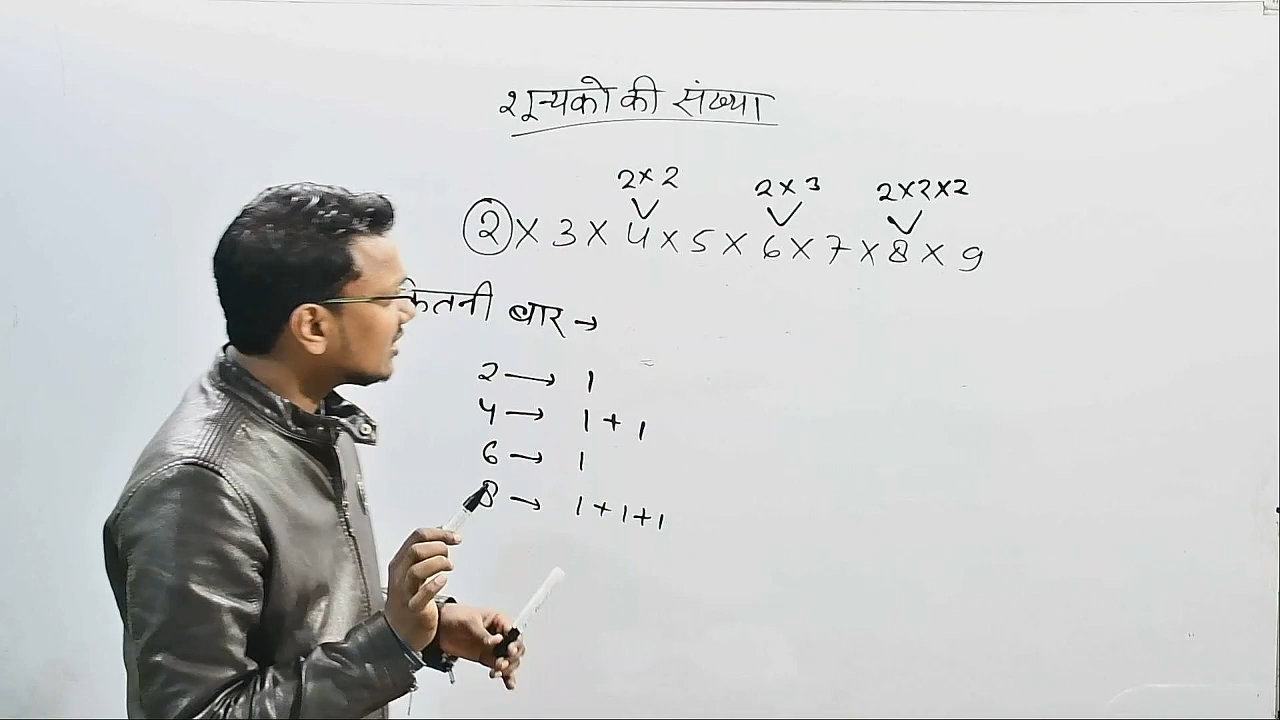 शून्यको की संख्या
2×2 2×3 2×2×2
2 × 3 × 4 × 5 × 6 × 7 × 8 × 9
कितनी बार →
2 → 1
4 → 1 + 1
6 → 1
8 → 1 + 1 + 1